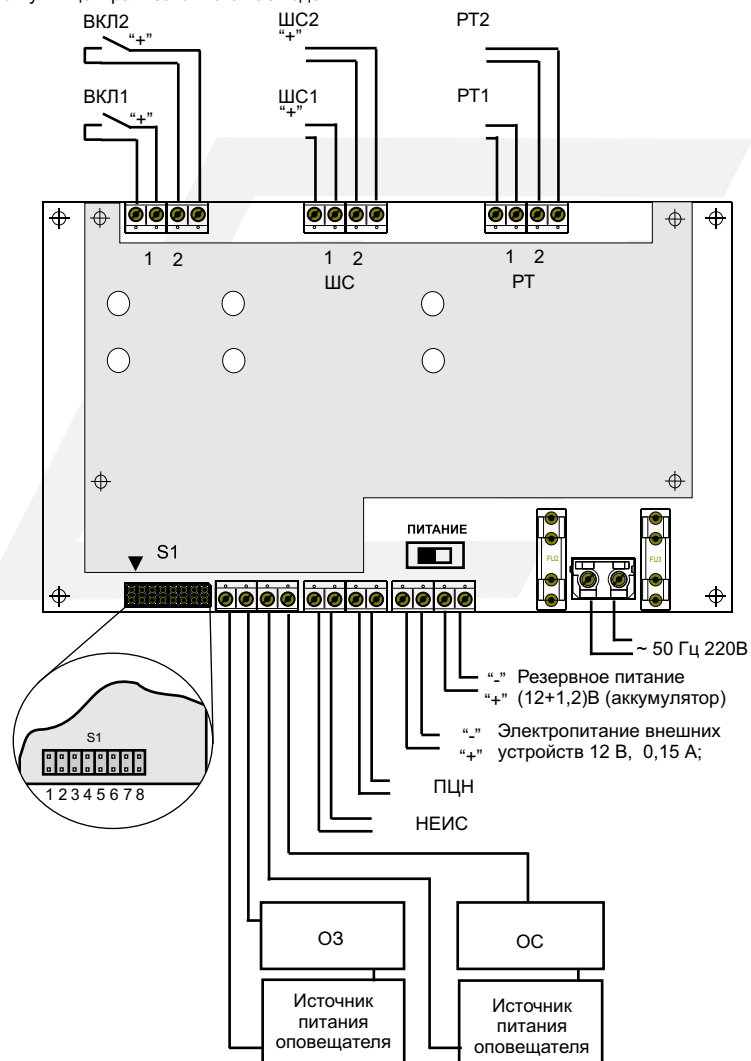 ВКЛ2 ШС2 РТ2
“+” “+”
ВКЛ1 ШС1 РТ1
“+” “+”
1 2 1 2 1 2
ШС РТ
ПИТАНИЕ
S1
FU2 FU3
~ 50 Гц 220В
“-” Резервное питание
“+” (12+1,2)В (аккумулятор)
“-” Электропитание внешних
“+” устройств 12 В, 0,15 А;
S1
1 2 3 4 5 6 7 8
ПЦН
НЕИС
ОЗ ОС
Источник
питания
оповещателя
Источник
питания
оповещателя